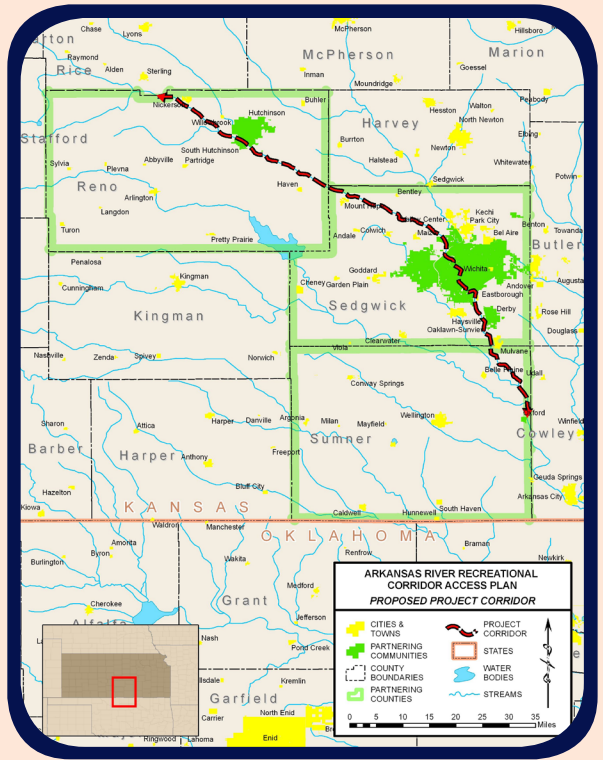 Chase
Lyons
McPherson
Hillsboro
arton
Raymond
McPherson
Marion
Rice
Alden
Sterling
Inman
Goessel
Moundridge
Nickerson
Buhler
Peabody
Hesston
Walton
North Newton
Hutchinson
Harvey
Elbing
Stafford
Burrton
Newton
South Hutchinson
Abbyville
Partridge
Halstead
Whitewater
Sylvia
Plevna
Sedgwick
Potwin
Reno
Haven
Bentley
Arlington
Langdon
Kechi
Park City
Benton
Turon
Pretty Prairie
Andale
Colwich
Bel Aire
Towanda
Butler
Penalosa
Goddard
Wichita
Cunningham
Kingman
Cheney
Garden Plain
Andover
Augusta
Eastborough
Kingman
Sedgwick
Derby
Rose Hill
Haysville
Oaklawn-Sunview
Douglass
Clearwater
Viola
Mulvane
Nashville
Zenda
Spivey
Norwich
Udall
Conway Springs
Sharon
Attica
Harper
Danville
Argonia
Milan
Mayfield
Wellington
Winfield
Sumner
Cowley
Barber
Harper
Anthony
Freeport
Geuda Springs
Hazelton
Bluff City
Arkansas City
Kiowa
KANSAS
Caldwell
Hunnewell
South Haven
Waldron
Manchester
OKLAHOMA
Amorita
Byron
Burlington
Wakita
Renfrow
Braman
Newkirk
Medford
Cherokee
Grant
Jefferson
Alfalfa
Nash
Pond Creek
Kremlin
Garfield
Carrier
North Enid
Enid
Ringwood
Lahoma
ARKANSAS RIVER RECREATIONAL
CORRIDOR ACCESS PLAN
PROPOSED PROJECT CORRIDOR
CITIES &
TOWNS
PROJECT
CORRIDOR
PARTNERING
COMMUNITIES
STATES
COUNTY
BOUNDARIES
WATER
BODIES
PARTNERING
COUNTIES
STREAMS
0 5 10 15 20 25 30 35
Miles